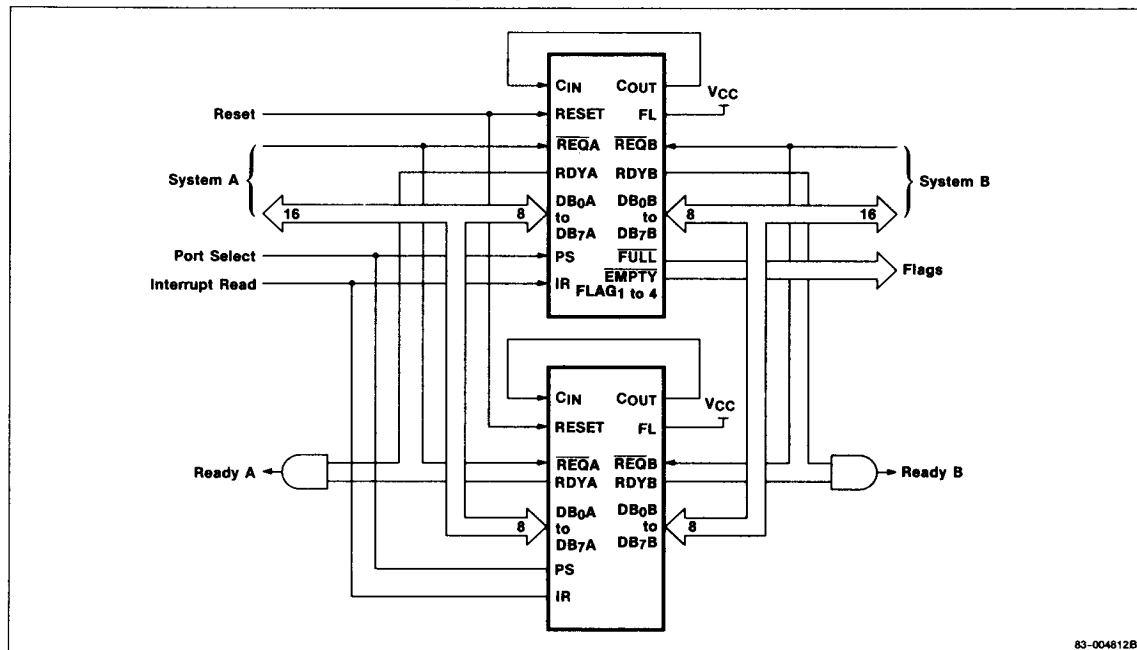 CIN COUT
VCC
Reset
RESET FL
REQA REQB
System A
RDYA RDYB
System B
16 8 DB0A to DB7A
DB0B to DB7B 8 16
Port Select
PS FULL
Flags
Interrupt Read
IR EMPTY
FLAG1 to 4
CIN COUT
VCC
RESET FL
Ready A
REQA REQB
Ready B
RDYA RDYB
8 DB0A to DB7A
DB0B to DB7B 8
PS
IR
83-004812B